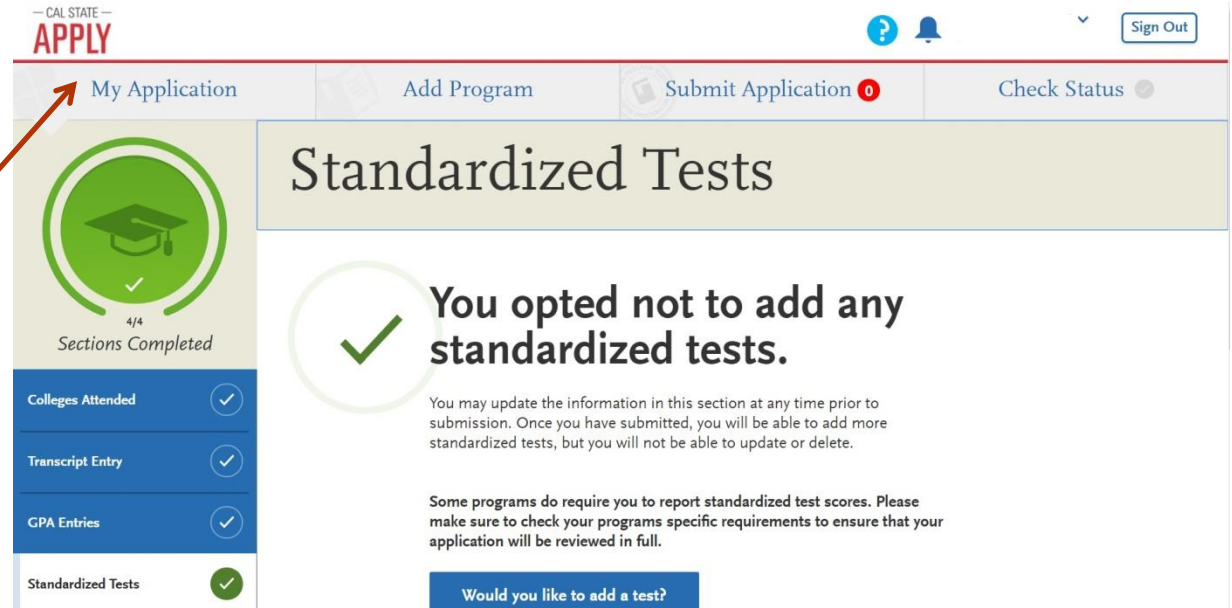 CAL STATE
APPLY
?
Sign Out
My Application
Add Program
Submit Application 0
Check Status
4/4
Sections Completed
Colleges Attended
Transcript Entry
GPA Entries
Standardized Tests
Standardized Tests
You opted not to add any
standardized tests.
You may update the information in this section at any time prior to
submission. Once you have submitted, you will be able to add more
standardized tests, but you will not be able to update or delete.
Some programs do require you to report standardized test scores. Please
make sure to check your programs specific requirements to ensure that your
application will be reviewed in full.
Would you like to add a test?